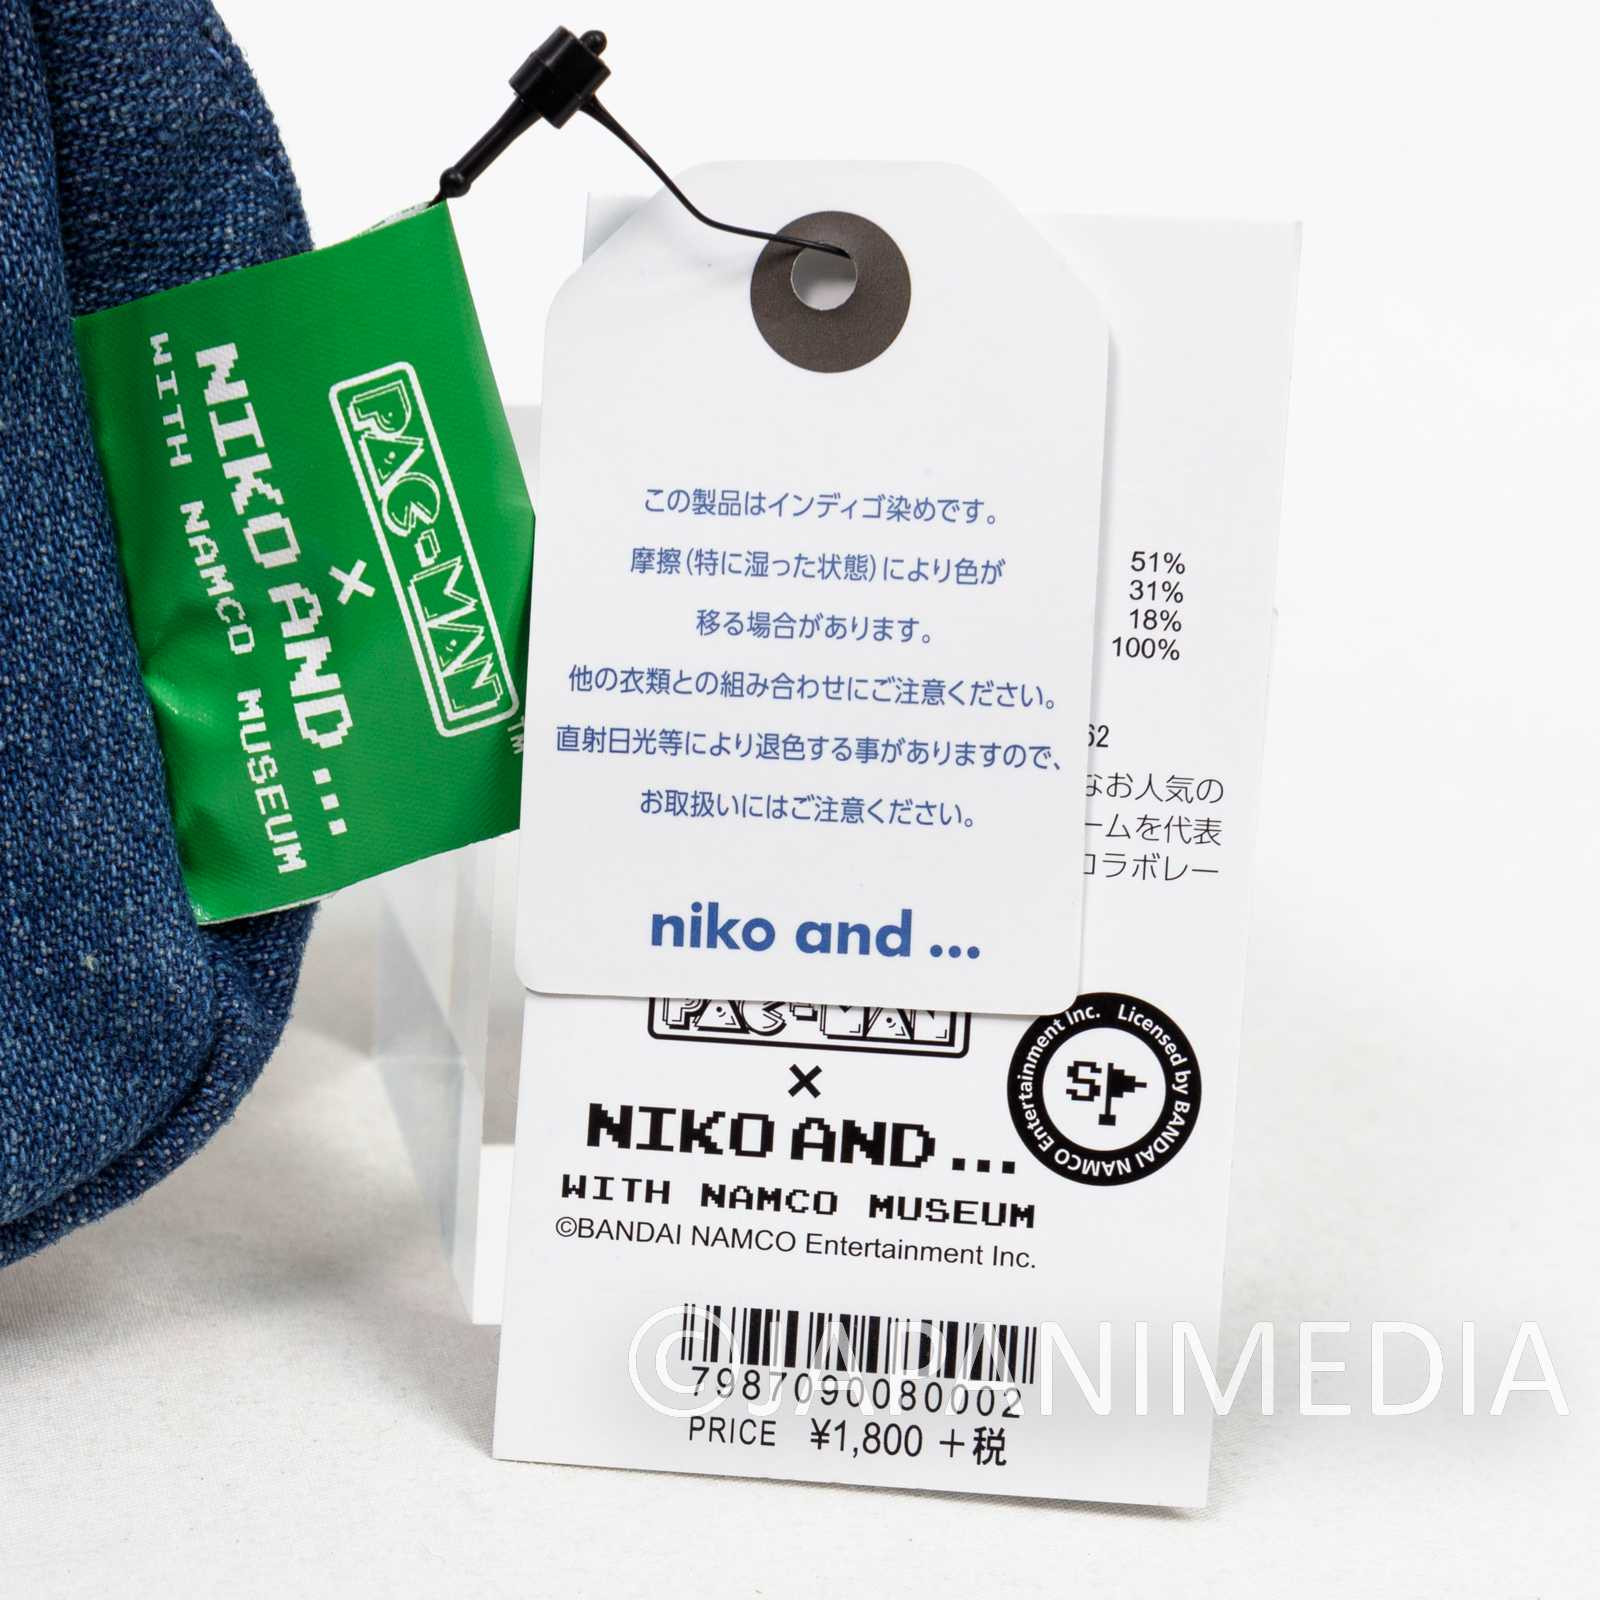 PAC-MAN
TM
×
NIKO AND...
WITH NAMCO MUSEUM
この製品はインディゴ染めです。
摩擦(特に湿った状態)により色が
移る場合があります。
他の衣類との組み合わせにご注意ください。
直射日光等により退色する事がありますので、
お取扱いにはご注意ください。
niko and ...
51%
31%
18%
100%
62
なお人気の
ームを代表
コラボレー
PAC-MAN
×
NIKO AND...
WITH NAMCO MUSEUM
©BANDAI NAMCO Entertainment Inc.
Licensed by BANDAI NAMCO Entertainment Inc.
S
7987090080002
PRICE ¥1,800 +税
©JAPANIMEDIA